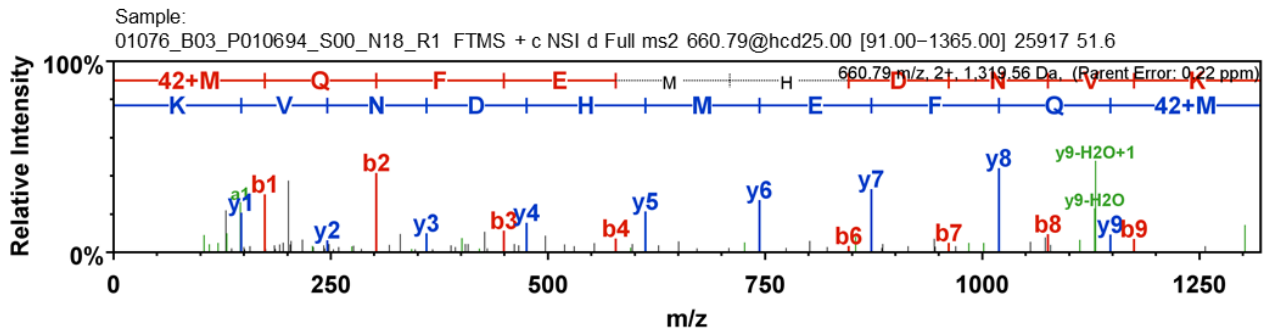 Sample:
01076_B03_P010694_S00_N18_R1 FTMS + c NSI d Full ms2 660.79@hcd25.00 [91.00−1365.00] 25917 51.6
100%
660.79 m/z, 2+, 1,319.56 Da, (Parent Error: 0.22 ppm)
42+M Q F E M H D N V K
K V N D H M E F Q 42+M
Relative Intensity
y9-H2O+1
b2 y8
a1 b1 y1 y6 y7 y9-H2O
y2 y3 b3 y4 b4 y5 b6 b7 b8 y9 b9
0%
0 250 500 750 1000 1250
m/z